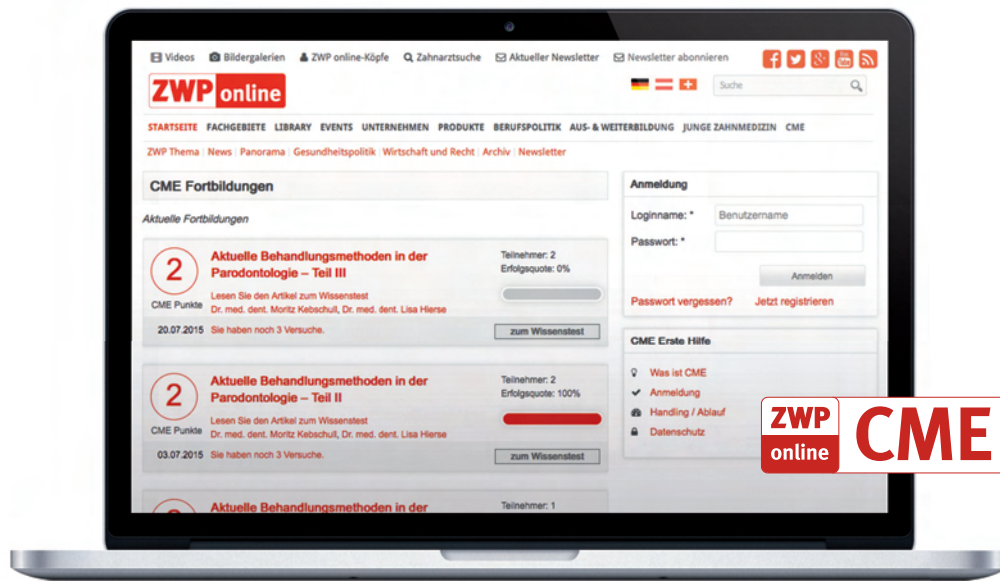 Videos Bildergalerien ZWP online-Köpfe Zahnarztsuche Aktueller Newsletter Newsletter abonnieren
ZWP online
Suche
STARTSEITE FACHGEBIETE LIBRARY EVENTS UNTERNEHMEN PRODUKTE BERUFSPOLITIK AUS- & WEITERBILDUNG JUNGE ZAHNMEDIZIN CME
ZWP Thema News Panorama Gesundheitspolitik Wirtschaft und Recht Archiv Newsletter
CME Fortbildungen
Aktuelle Fortbildungen
2
CME Punkte
Aktuelle Behandlungsmethoden in der
Parodontologie – Teil III
Lesen Sie den Artikel zum Wissenstest
Dr. med. dent. Moritz Kebschull, Dr. med. dent. Lisa Hierse
Teilnehmer: 2
Erfolgsquote: 0%
20.07.2015 Sie haben noch 3 Versuche.
zum Wissenstest
2
CME Punkte
Aktuelle Behandlungsmethoden in der
Parodontologie – Teil II
Lesen Sie den Artikel zum Wissenstest
Dr. med. dent. Moritz Kebschull, Dr. med. dent. Lisa Hierse
Teilnehmer: 2
Erfolgsquote: 100%
03.07.2015 Sie haben noch 3 Versuche.
zum Wissenstest
Aktuelle Behandlungsmethoden in der
Teilnehmer: 1
Anmeldung
Loginname: * Benutzername
Passwort: *
Anmelden
Passwort vergessen? Jetzt registrieren
CME Erste Hilfe
Was ist CME
Anmeldung
Handling / Ablauf
Datenschutz
ZWP
online
CME